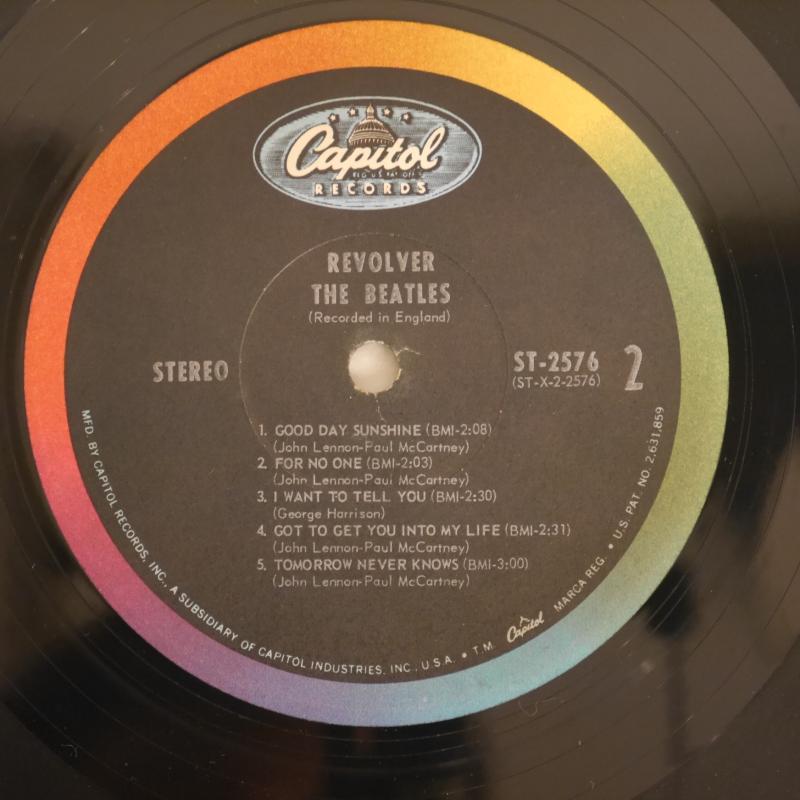 Capitol
REG. U.S. PAT. OFF.
RECORDS
REVOLVER
THE BEATLES
(Recorded in England)
STEREO
ST-2576
(ST-X-2-2576)
2
1. GOOD DAY SUNSHINE (BMI-2:08)
(John Lennon-Paul McCartney)
2. FOR NO ONE (BMI-2:03)
(John Lennon-Paul McCartney)
3. I WANT TO TELL YOU (BMI-2:30)
(George Harrison)
4. GOT TO GET YOU INTO MY LIFE (BMI-2:31)
(John Lennon-Paul McCartney)
5. TOMORROW NEVER KNOWS (BMI-3:00)
(John Lennon-Paul McCartney)
MFD. BY CAPITOL RECORDS, INC., A SUBSIDIARY OF CAPITOL INDUSTRIES, INC., U.S.A. • T.M. Capitol MARCA REG. • U.S. PAT. NO. 2,631,859